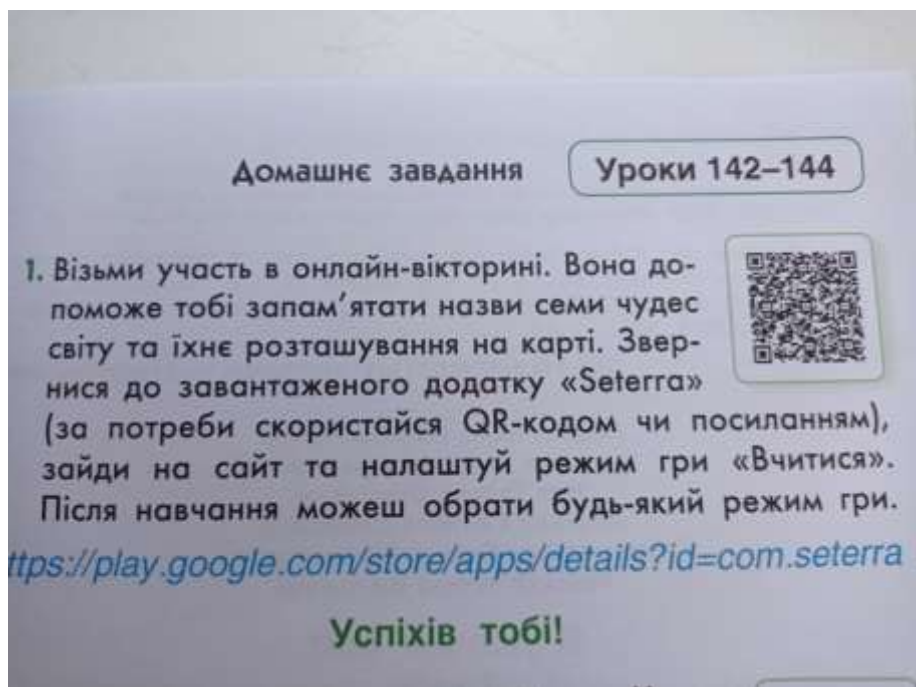 Домашнє завдання
Уроки 142–144
1. Візьми участь в онлайн-вікторині. Вона до-
поможе тобі запам’ятати назви семи чудес
світу та їхнє розташування на карті. Звер-
нися до завантаженого додатку «Seterra»
(за потреби скористайся QR-кодом чи посиланням),
зайди на сайт та налаштуй режим гри «Вчитися».
Після навчання можеш обрати будь-який режим гри.
ttps://play.google.com/store/apps/details?id=com.seterra
Успіхів тобі!